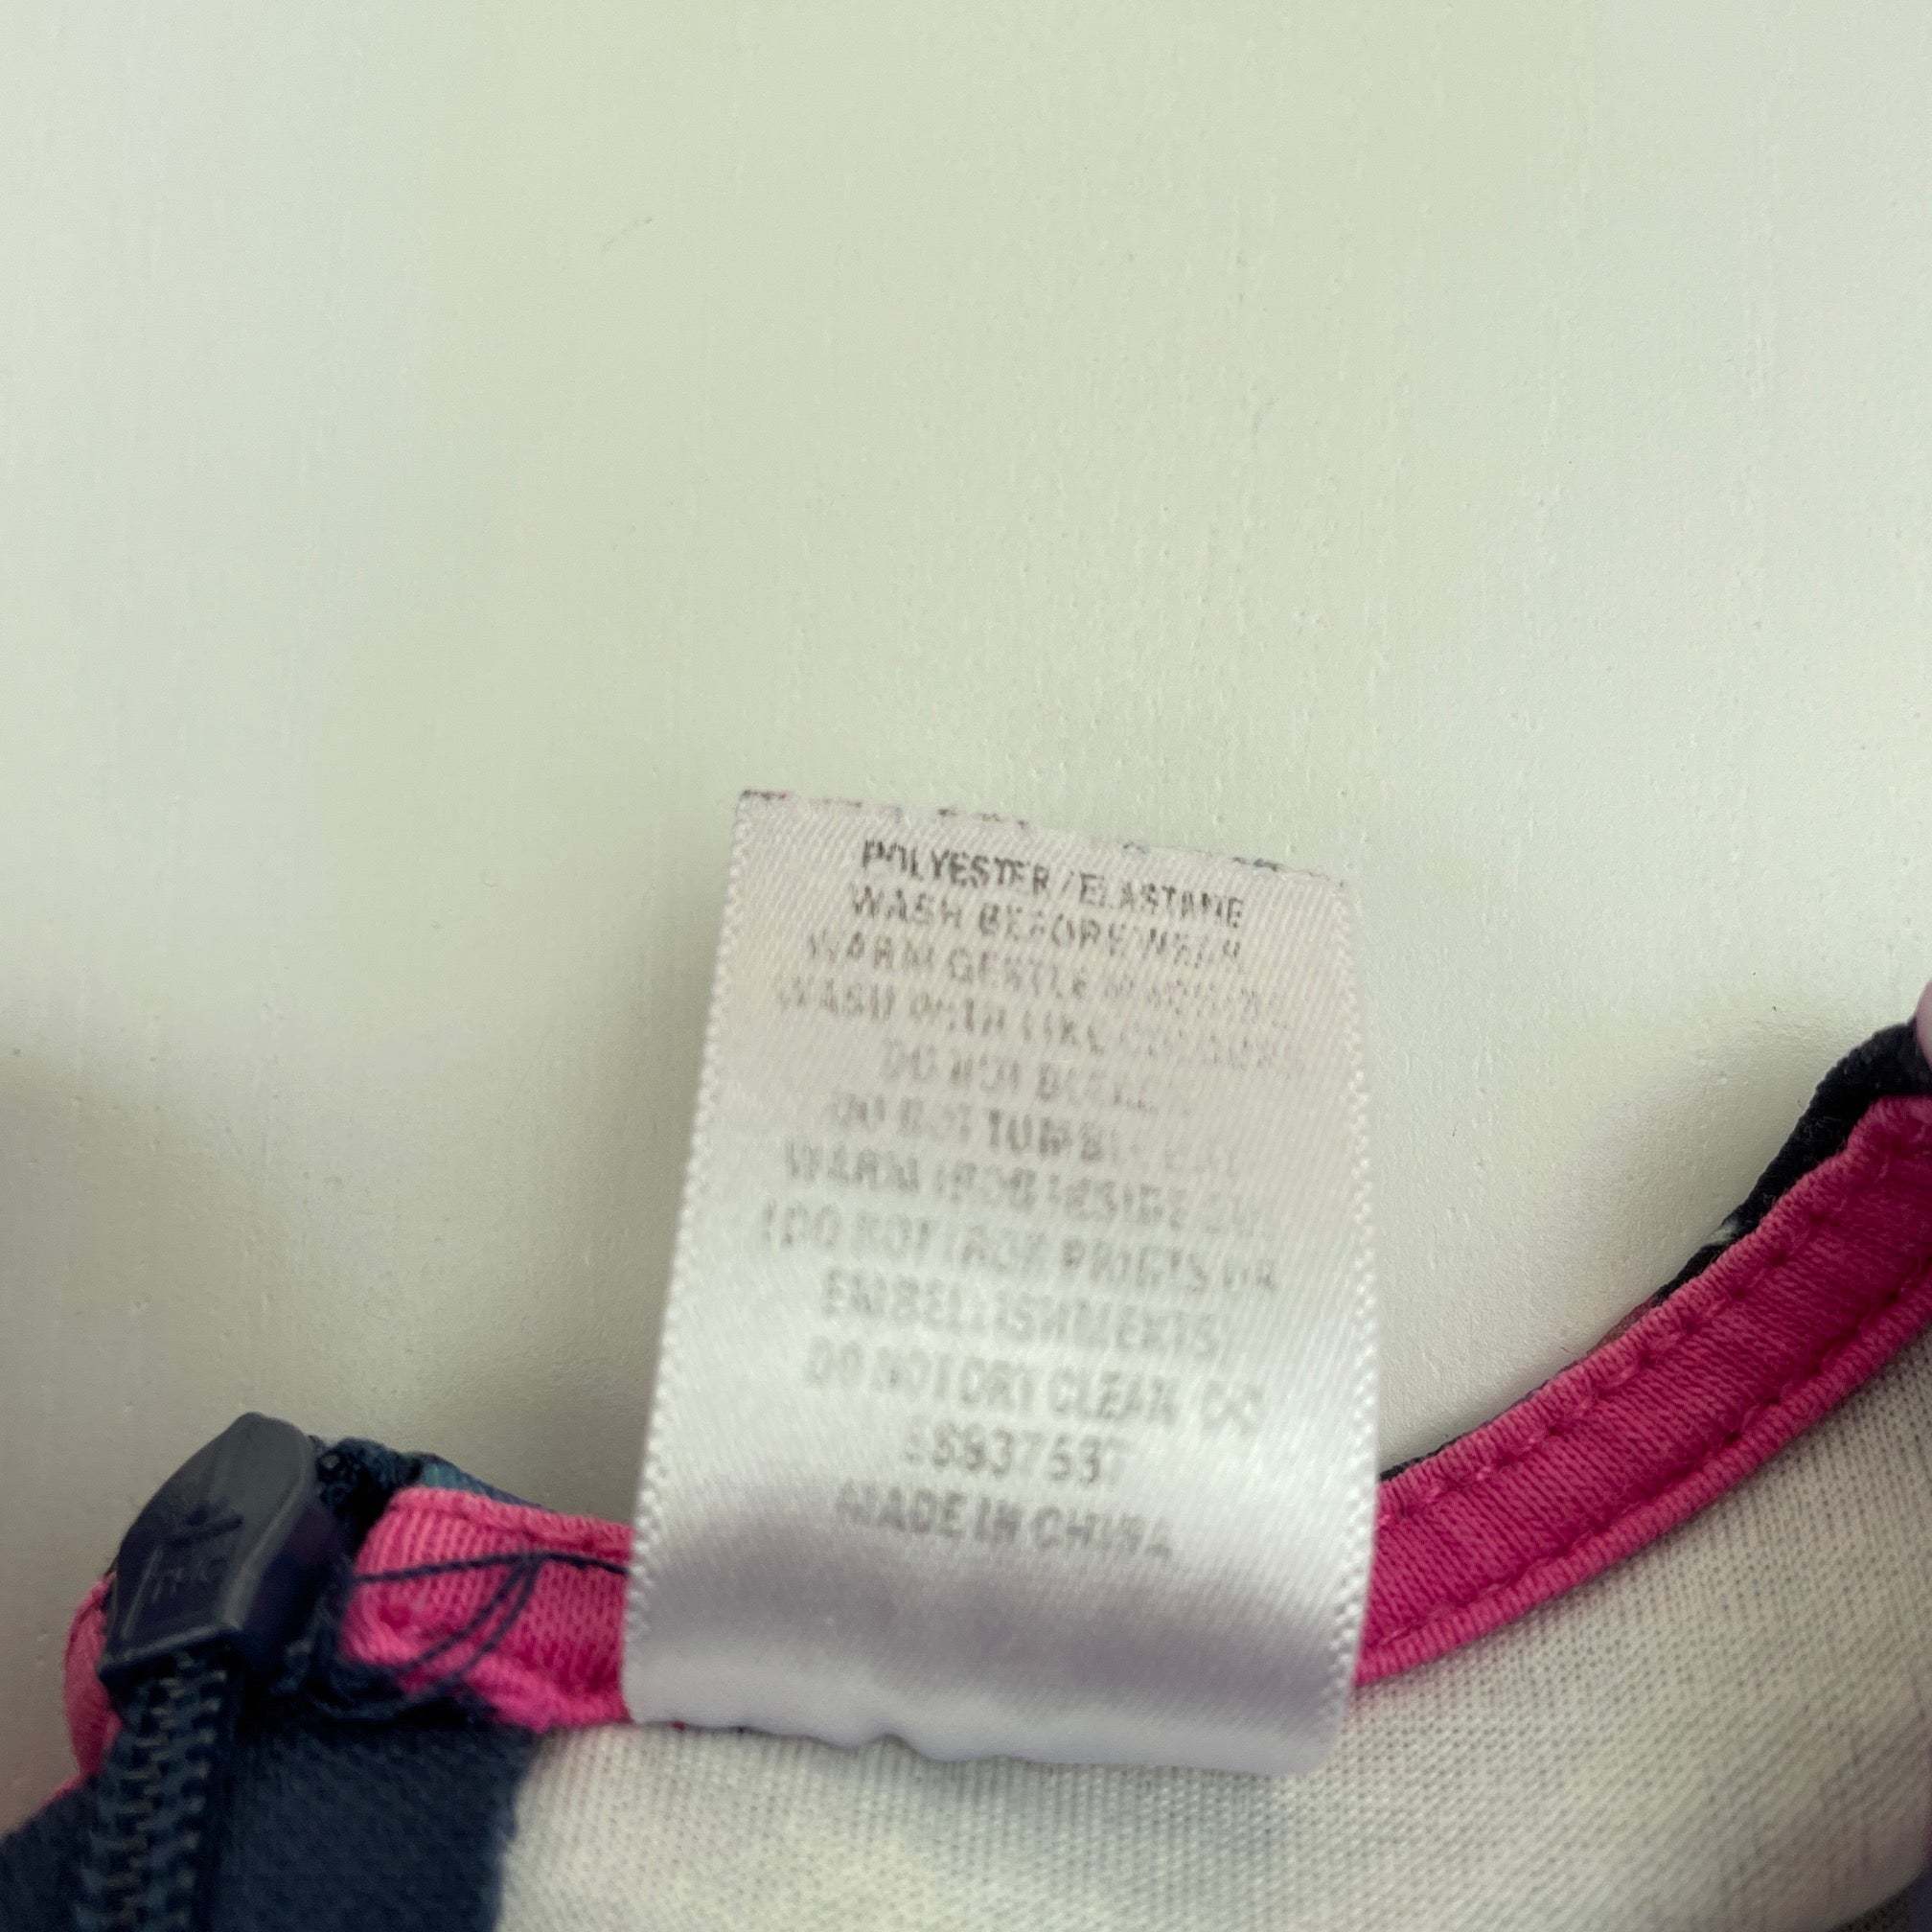 POLYESTER/ELASTANE
WASH BEFORE WEAR
WARM GENTLE MACHINE
WASH WITH LIKE COLOURS
DO NOT BLEACH
DO NOT TUMBLE DRY
WARM IRON INSIDE OUT
(DO NOT IRON PRINTS OR
EMBELLISHMENTS)
DO NOT DRY CLEAN
MADE IN CHINA